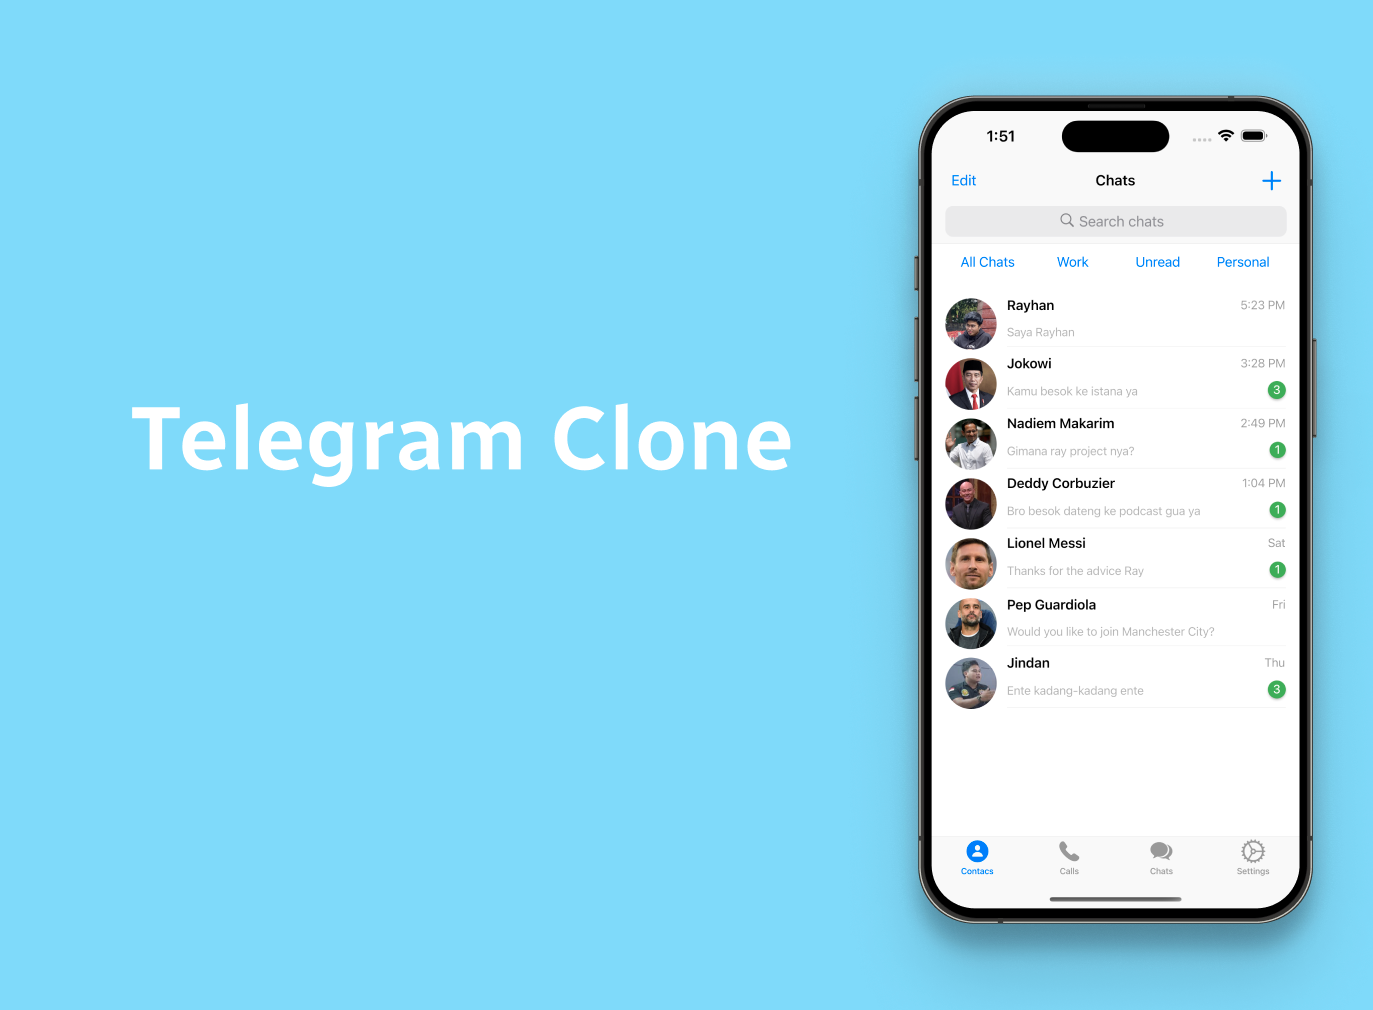 Telegram Clone
1:51
Edit
Chats
Search chats
All Chats Work Unread Personal
Rayhan 5:23 PM
Saya Rayhan
Jokowi 3:28 PM
Kamu besok ke istana ya 3
Nadiem Makarim 2:49 PM
Gimana ray project nya? 1
Deddy Corbuzier 1:04 PM
Bro besok dateng ke podcast gua ya 1
Lionel Messi Sat
Thanks for the advice Ray 1
Pep Guardiola Fri
Would you like to join Manchester City?
Jindan Thu
Ente kadang-kadang ente 3
Contacs Calls Chats Settings